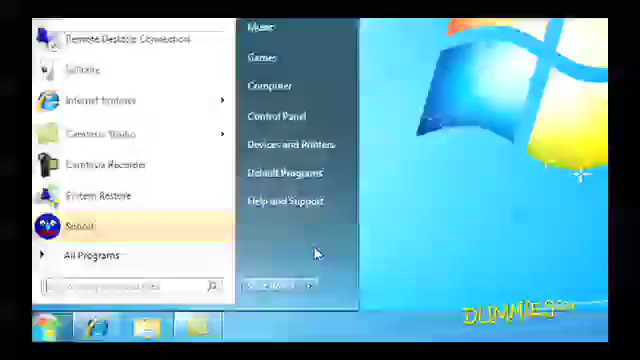 Remote Desktop Connection
Internet Explorer
Camtasia Studio
Camtasia Recorder
System Restore
All Programs
Music
Games
Computer
Control Panel
Devices and Printers
Default Programs
Help and Support
DUMMIES.COM